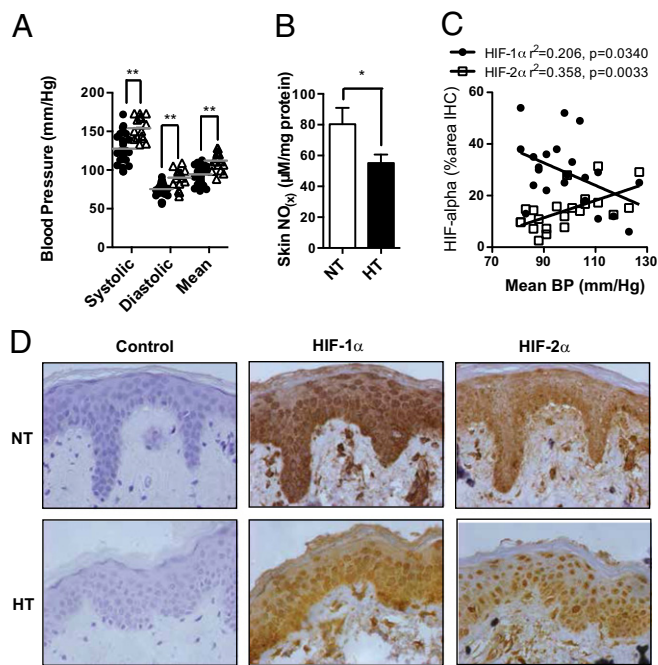 A
Blood Pressure (mm/Hg)
200
150
100
50
0
**
**
**
Systolic
Diastolic
Mean
B
Skin NO(x) (µM/mg protein)
100
80
60
40
20
0
*
NT
HT
C
HIF-1α r²=0.206, p=0.0340
HIF-2α r²=0.358, p=0.0033
HIF-alpha (%area IHC)
60
40
20
0
70
90
110
130
Mean BP (mm/Hg)
D
Control
HIF-1α
HIF-2α
NT
HT